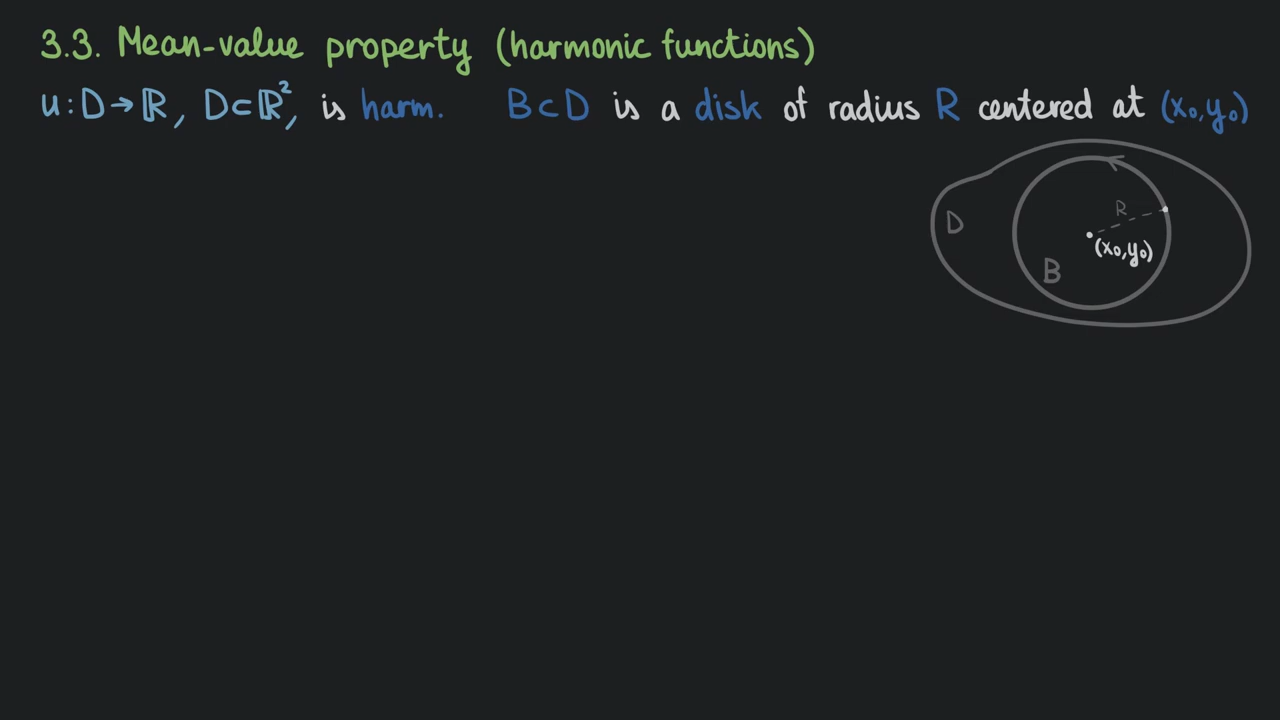 3.3. Mean-value property (harmonic functions)
u : D → ℝ, D ⊂ ℝ², is harm. B ⊂ D is a disk of radius R centered at (x₀,y₀)
R
D
(x₀,y₀)
B